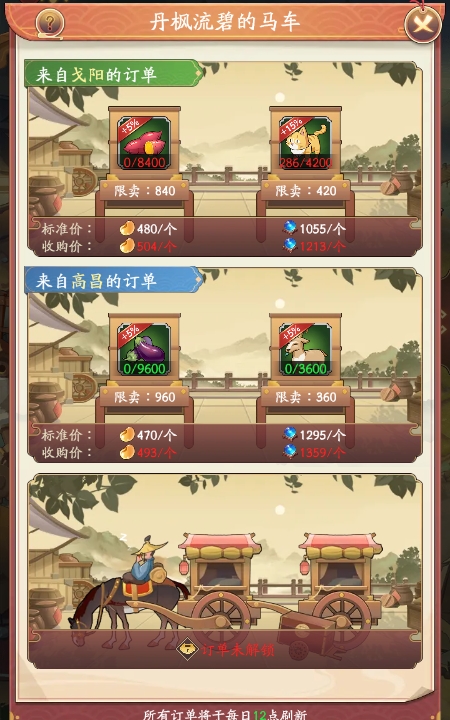 丹枫流碧的马车
来自戈阳的订单
+5%
+15%
0/8400
286/4200
限卖：840
限卖：420
标准价：
480/个
1055/个
收购价：
504/个
1213/个
来自高昌的订单
+5%
+5%
0/9600
0/3600
限卖：960
限卖：360
标准价：
470/个
1295/个
收购价：
493/个
1359/个
订单未解锁
所有订单将于每日12点刷新